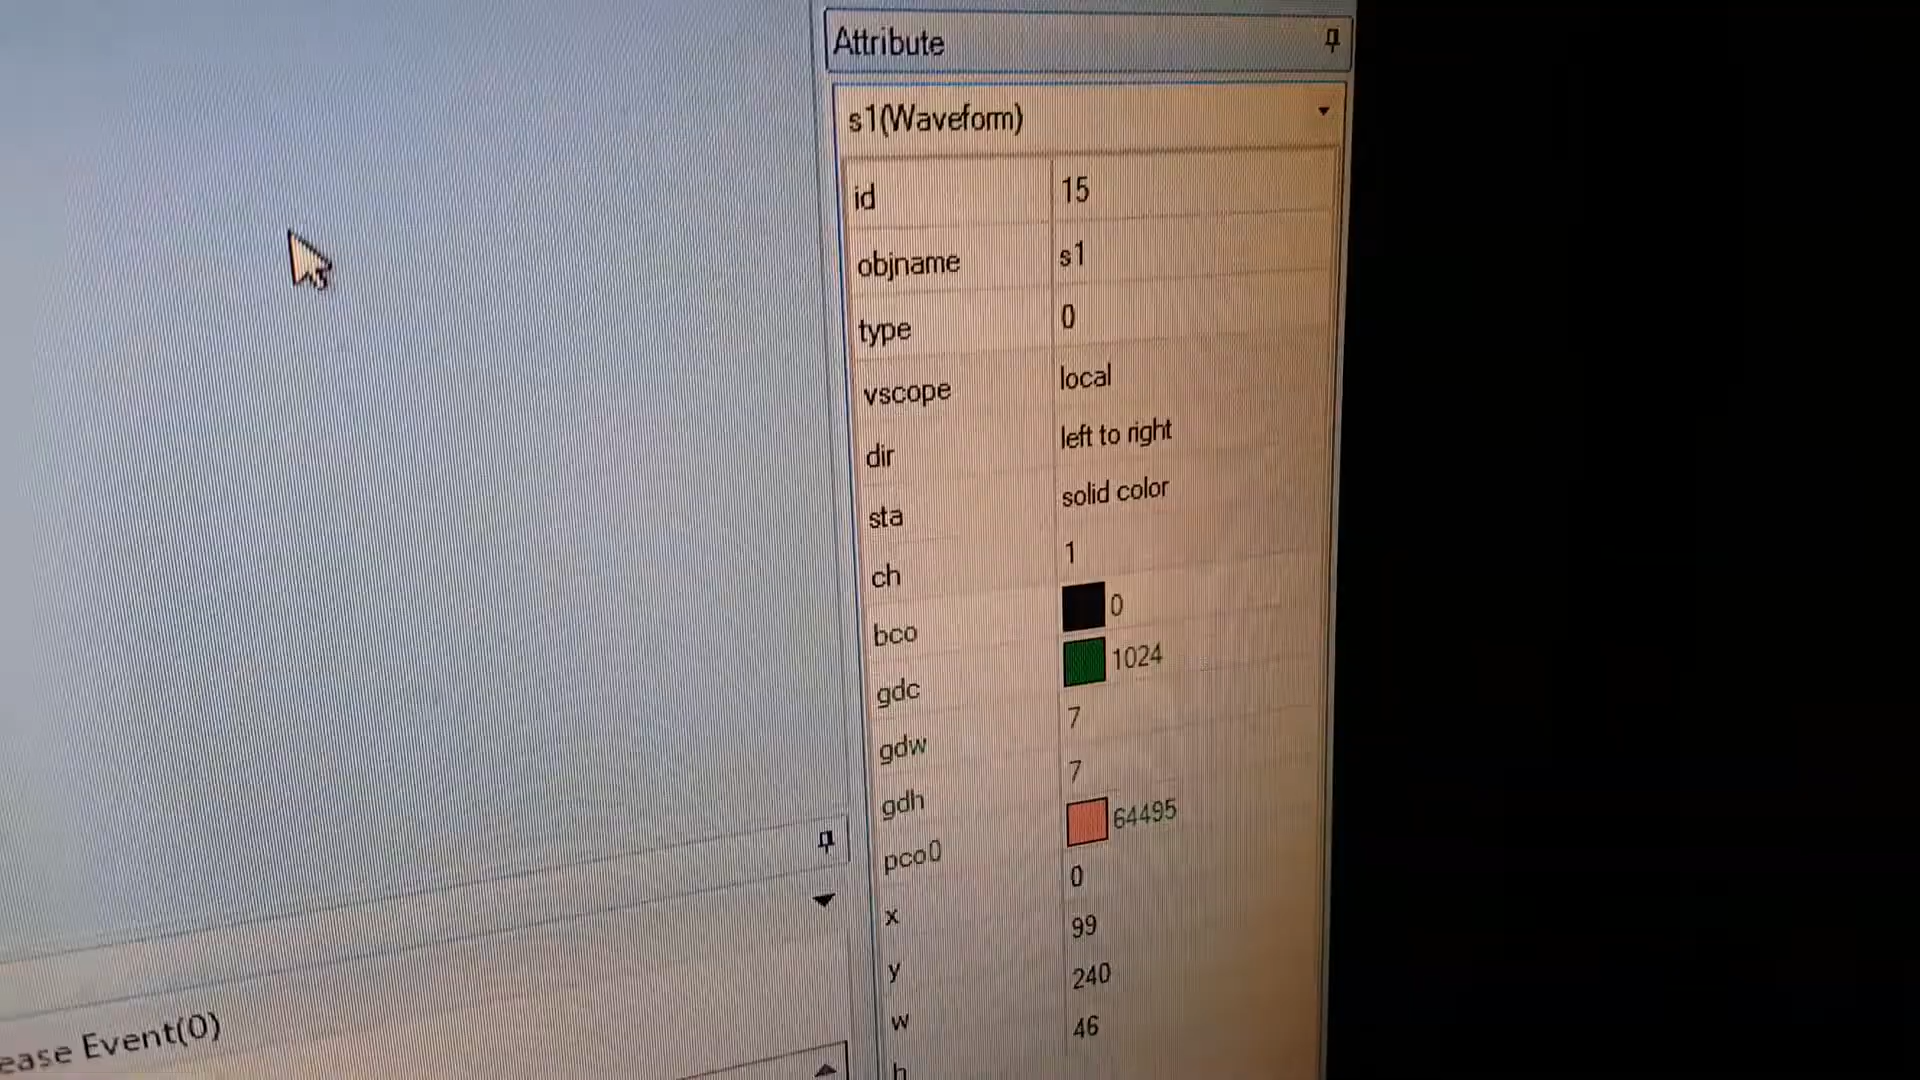 Attribute
s1(Waveform)
id 15
objname s1
type 0
vscope local
dir left to right
sta solid color
ch 1
bco 0
gdc 1024
gdw 7
gdh 7
pco0 64495
x 0
y 99
w 240
h 46
ease Event(0)